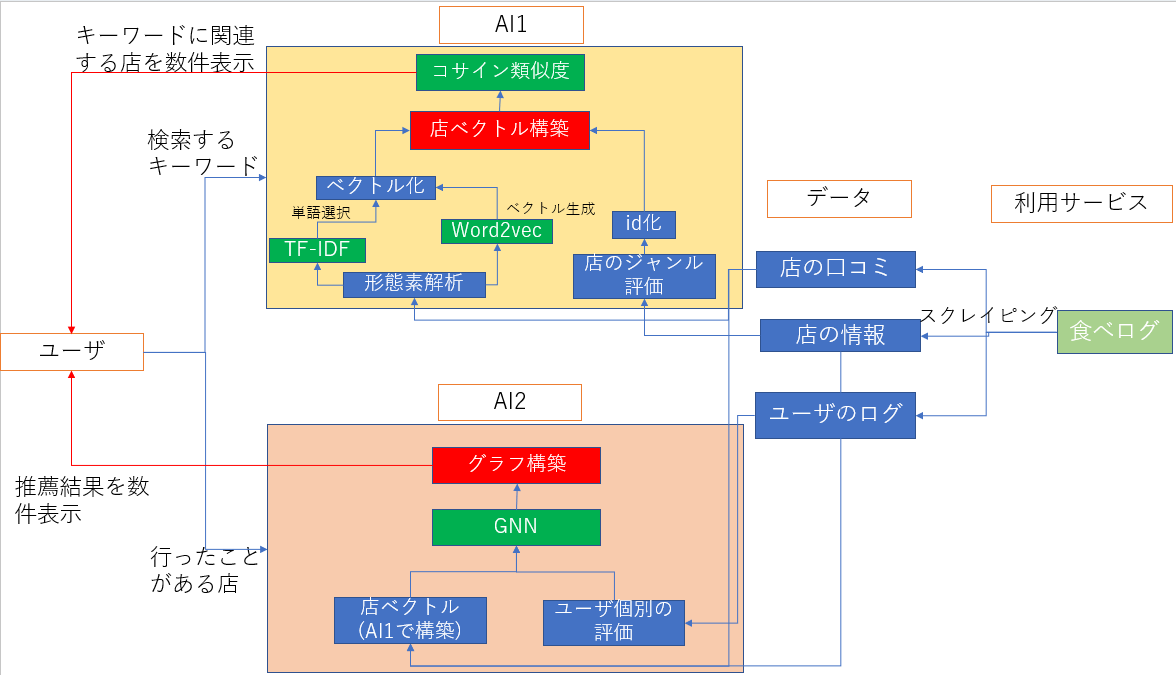 AI1
キーワードに関連
する店を数件表示
コサイン類似度
店ベクトル構築
検索する
キーワード
ベクトル化
単語選択
ベクトル生成
Word2vec
id化
TF-IDF
形態素解析
店のジャンル
評価
データ
利用サービス
店の口コミ
スクレイピング
店の情報
食べログ
ユーザ
ユーザのログ
AI2
グラフ構築
推薦結果を数
件表示
GNN
行ったこと
がある店
店ベクトル
(AI1で構築)
ユーザ個別の
評価